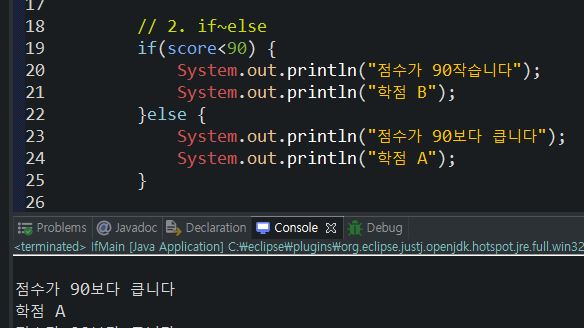 17
18 // 2. if~else
19 if(score<90) {
20 System.out.println("점수가 90작습니다");
21 System.out.println("학점 B");
22 }else {
23 System.out.println("점수가 90보다 큽니다");
24 System.out.println("학점 A");
25 }
26
Problems @ Javadoc Declaration Console Debug
<terminated> IfMain [Java Application] C:₩eclipse₩plugins₩org.eclipse.justj.openjdk.hotspot.jre.full.win32
점수가 90보다 큽니다
학점 A